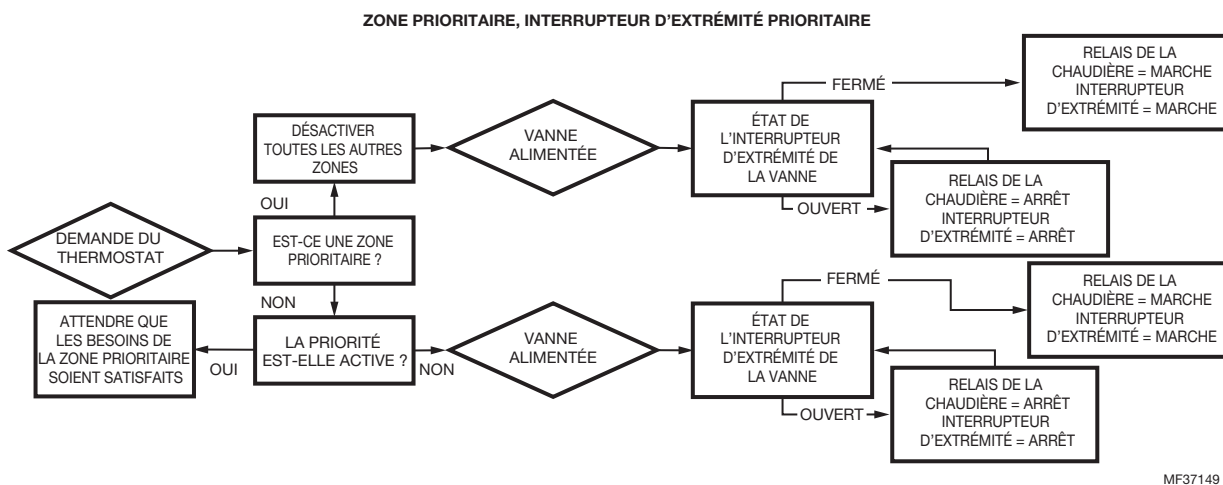 ZONE PRIORITAIRE, INTERRUPTEUR D'EXTRÉMITÉ PRIORITAIRE
DEMANDE DU
THERMOSTAT
EST-CE UNE ZONE
PRIORITAIRE ?
OUI
DÉSACTIVER
TOUTES LES AUTRES
ZONES
VANNE
ALIMENTÉE
ÉTAT DE
L'INTERRUPTEUR
D'EXTRÉMITÉ DE
LA VANNE
FERMÉ
RELAIS DE LA
CHAUDIÈRE = MARCHE
INTERRUPTEUR
D'EXTRÉMITÉ = MARCHE
OUVERT
RELAIS DE LA
CHAUDIÈRE = ARRÊT
INTERRUPTEUR
D'EXTRÉMITÉ = ARRÊT
NON
LA PRIORITÉ
EST-ELLE ACTIVE ?
OUI
ATTENDRE QUE
LES BESOINS DE
LA ZONE PRIORITAIRE
SOIENT SATISFAITS
NON
VANNE
ALIMENTÉE
ÉTAT DE
L'INTERRUPTEUR
D'EXTRÉMITÉ DE
LA VANNE
FERMÉ
RELAIS DE LA
CHAUDIÈRE = MARCHE
INTERRUPTEUR
D'EXTRÉMITÉ = MARCHE
OUVERT
RELAIS DE LA
CHAUDIÈRE = ARRÊT
INTERRUPTEUR
D'EXTRÉMITÉ = ARRÊT
MF37149